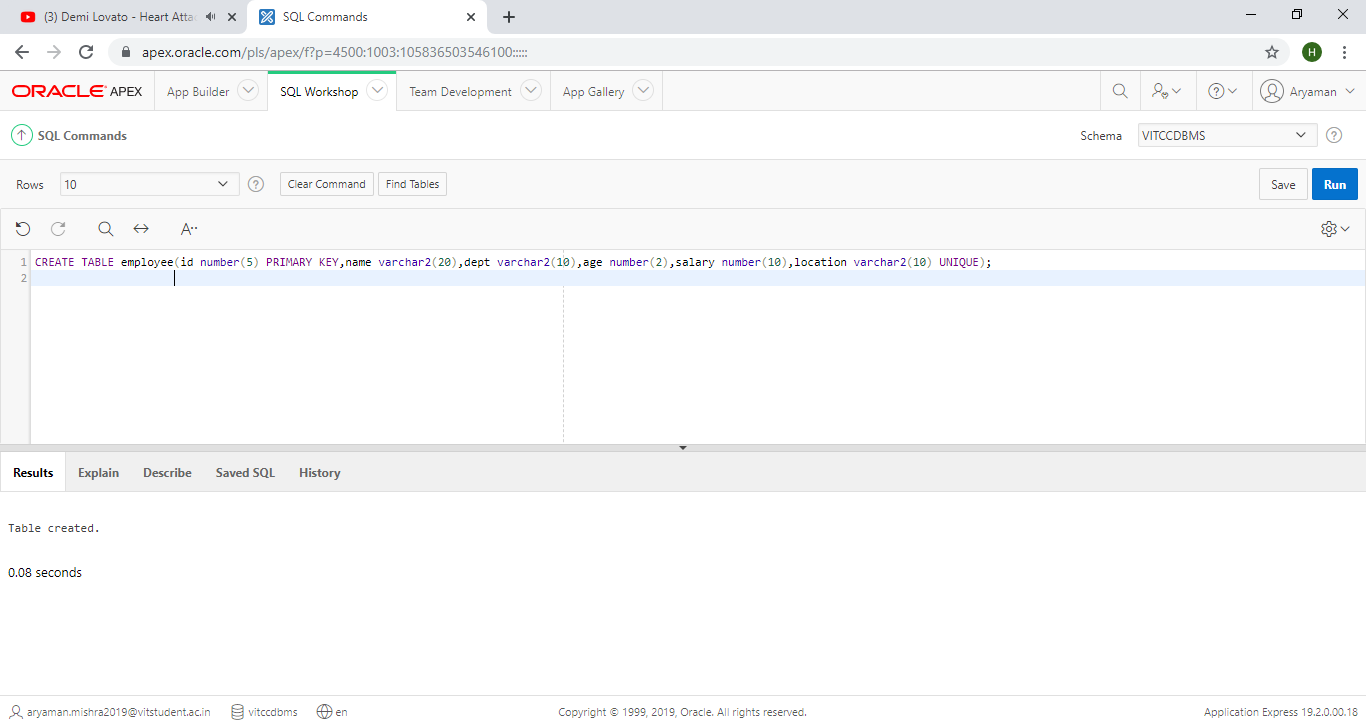 (3) Demi Lovato - Heart Atta
SQL Commands
apex.oracle.com/pls/apex/f?p=4500:1003:105836503546100:::::
H
ORACLE APEX
App Builder
SQL Workshop
Team Development
App Gallery
?
Aryaman
SQL Commands
Schema
VITCCDBMS
?
Rows
10
?
Clear Command
Find Tables
Save
Run
A··
1 CREATE TABLE employee(id number(5) PRIMARY KEY,name varchar2(20),dept varchar2(10),age number(2),salary number(10),location varchar2(10) UNIQUE);
2
Results
Explain
Describe
Saved SQL
History
Table created.
0.08 seconds
aryaman.mishra2019@vitstudent.ac.in
vitccdbms
en
Copyright © 1999, 2019, Oracle. All rights reserved.
Application Express 19.2.0.00.18